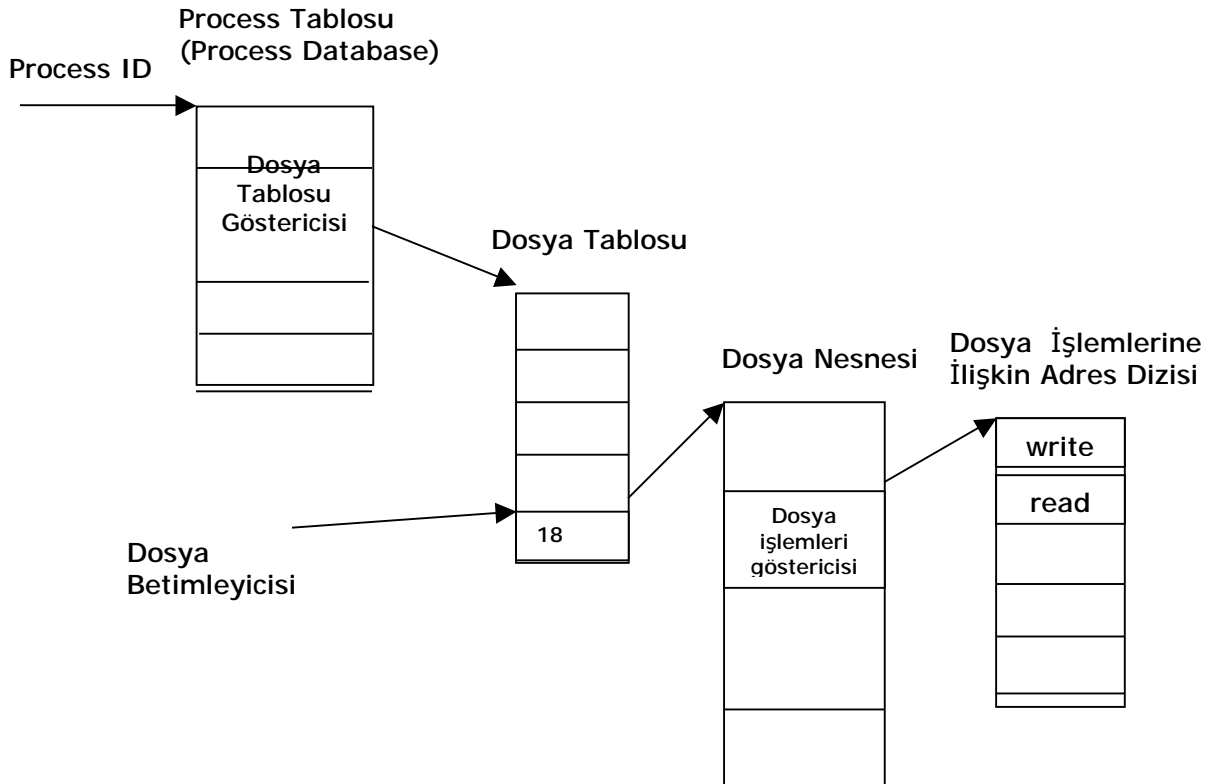 Process Tablosu
(Process Database)
Process ID
Dosya
Tablosu
Göstericisi
Dosya Tablosu
Dosya Nesnesi
Dosya İşlemlerine
İlişkin Adres Dizisi
write
read
Dosya
işlemleri
göstericisi
18
Dosya
Betimleyicisi